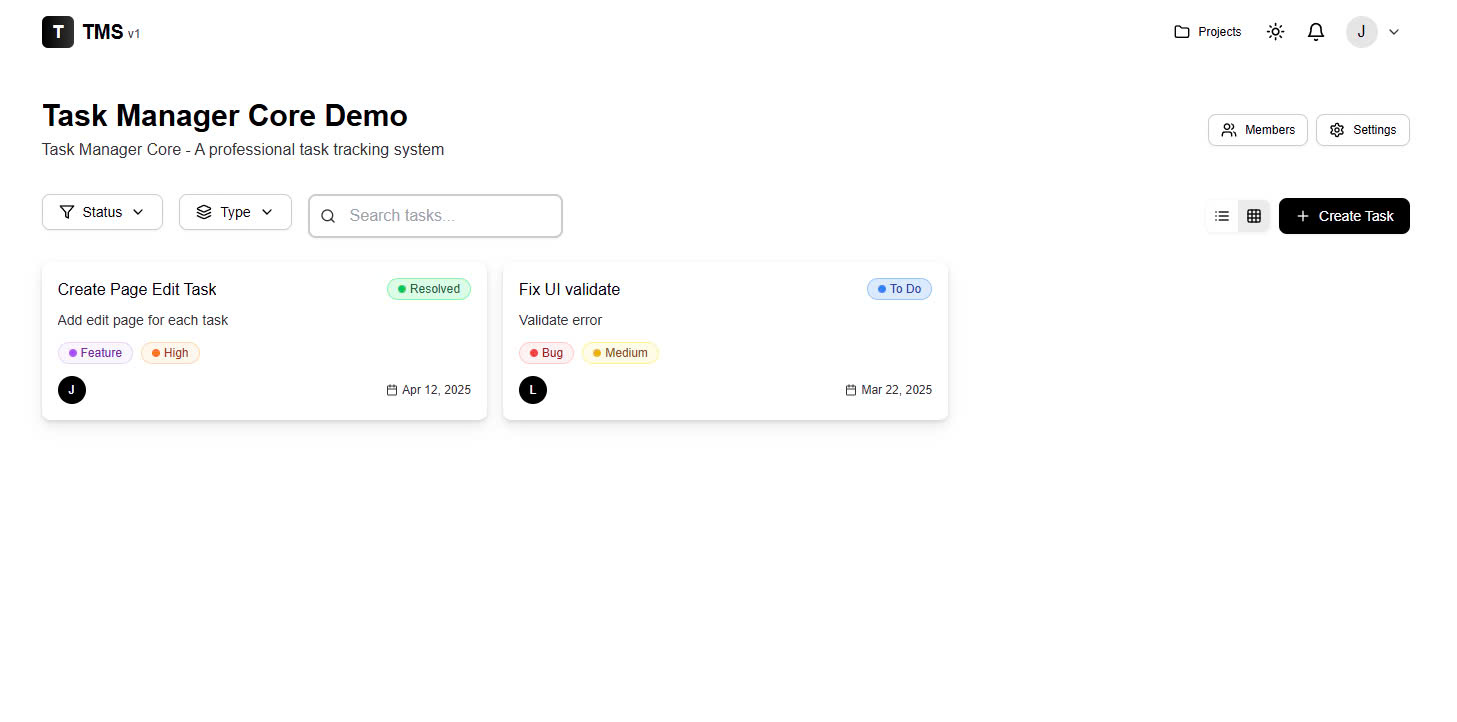 T TMS v1 Projects J
Task Manager Core Demo
Task Manager Core - A professional task tracking system
Members Settings
Status Type Search tasks... Create Task
Create Page Edit Task Resolved
Add edit page for each task
Feature High
J Apr 12, 2025
Fix UI validate To Do
Validate error
Bug Medium
L Mar 22, 2025